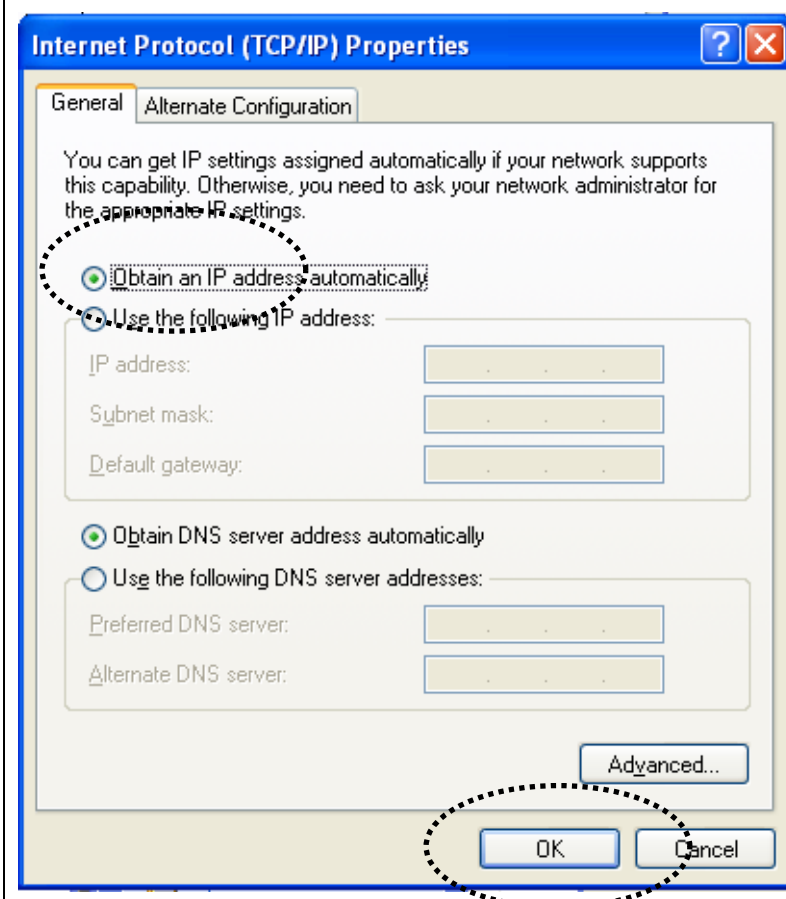 Internet Protocol (TCP/IP) Properties
General
Alternate Configuration
You can get IP settings assigned automatically if your network supports
this capability. Otherwise, you need to ask your network administrator for
the appropriate IP settings.
Obtain an IP address automatically
Use the following IP address:
IP address:
Subnet mask:
Default gateway:
Obtain DNS server address automatically
Use the following DNS server addresses:
Preferred DNS server:
Alternate DNS server:
Advanced...
OK
Cancel